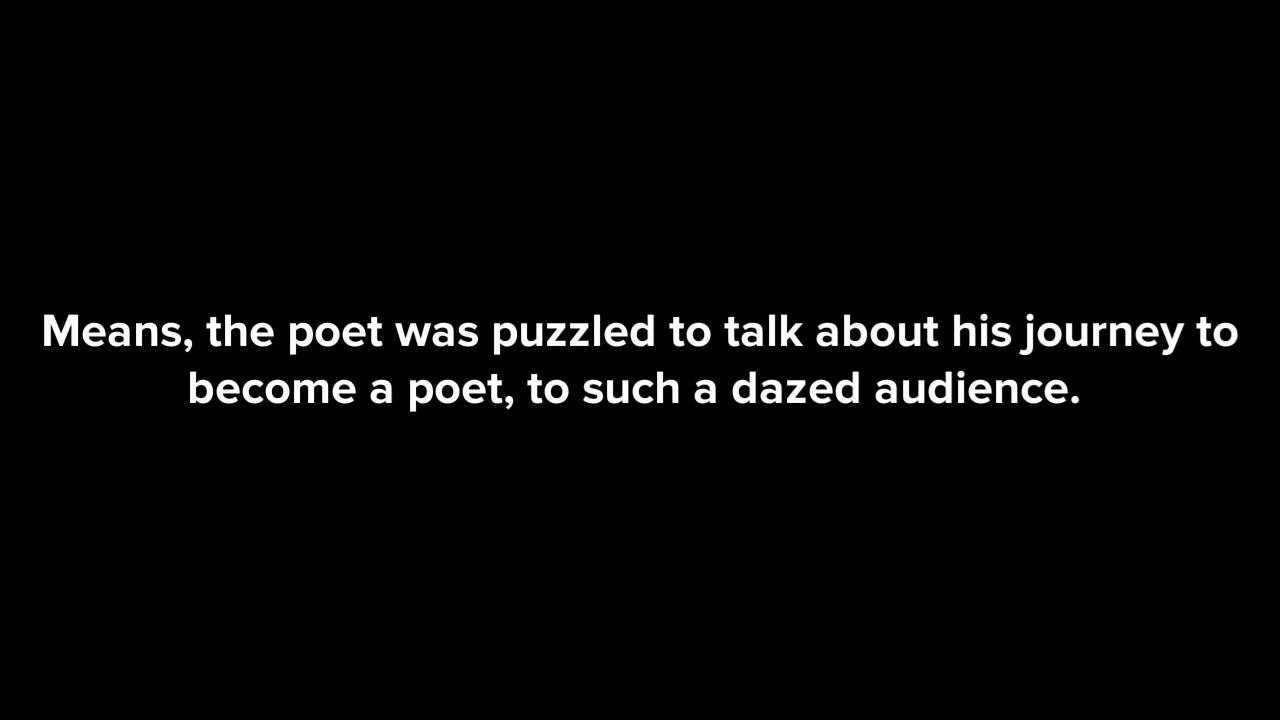 Means, the poet was puzzled to talk about his journey to
become a poet, to such a dazed audience.